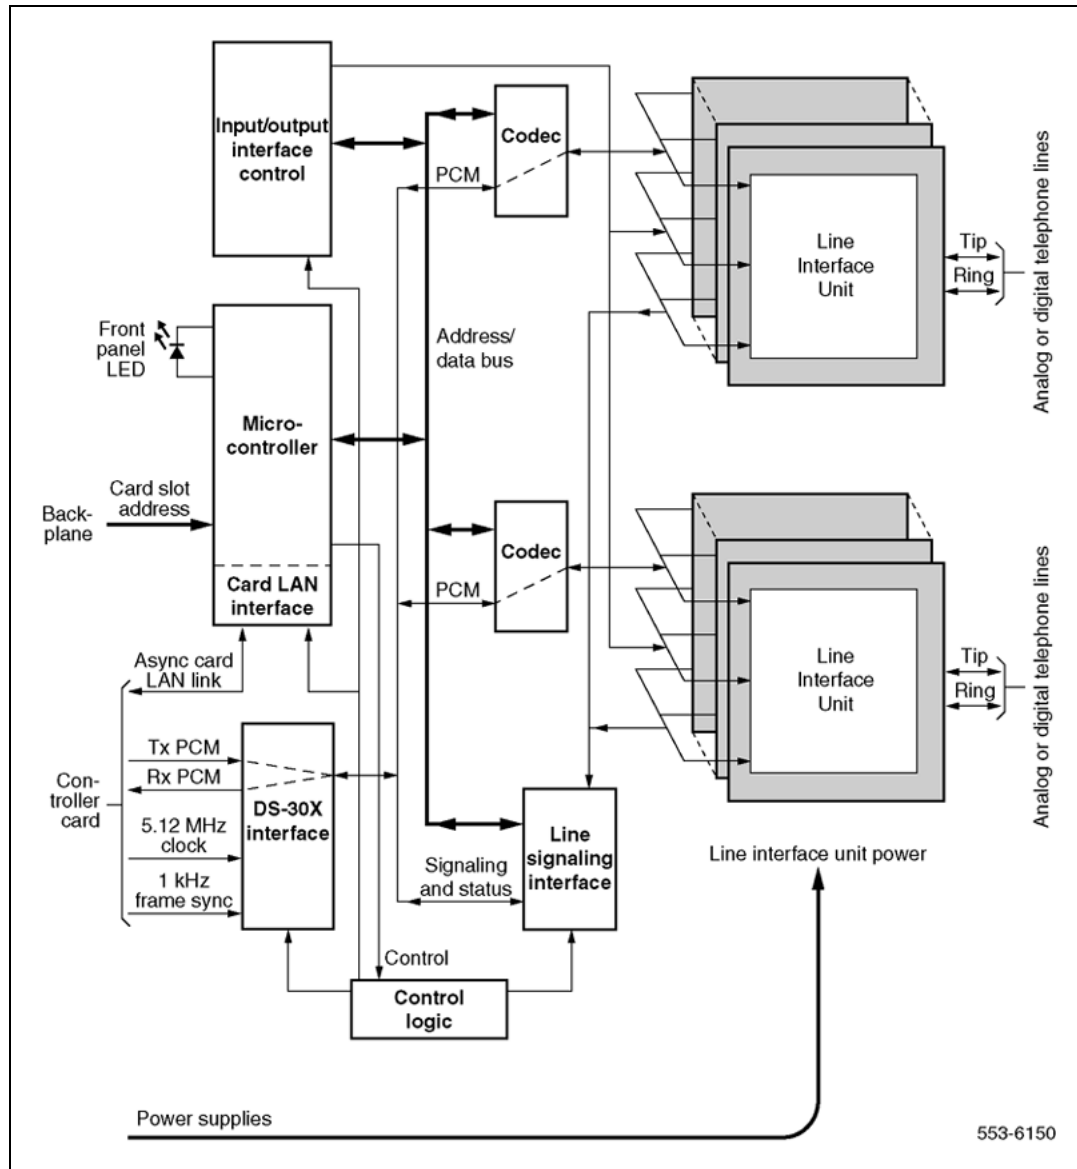 Input/output
interface
control
Codec
PCM
Line
Interface
Unit
Tip
Ring
Analog or digital telephone lines
Front
panel
LED
Address/
data bus
Micro-
controller
Card slot
address
Back-
plane
Card LAN
interface
Codec
PCM
Line
Interface
Unit
Tip
Ring
Analog or digital telephone lines
Async card
LAN link
Tx PCM
Rx PCM
Con-
troller
card
DS-30X
interface
5.12 MHz
clock
1 kHz
frame sync
Line
signaling
interface
Signaling
and status
Line interface unit power
Control
Control
logic
Power supplies
553-6150